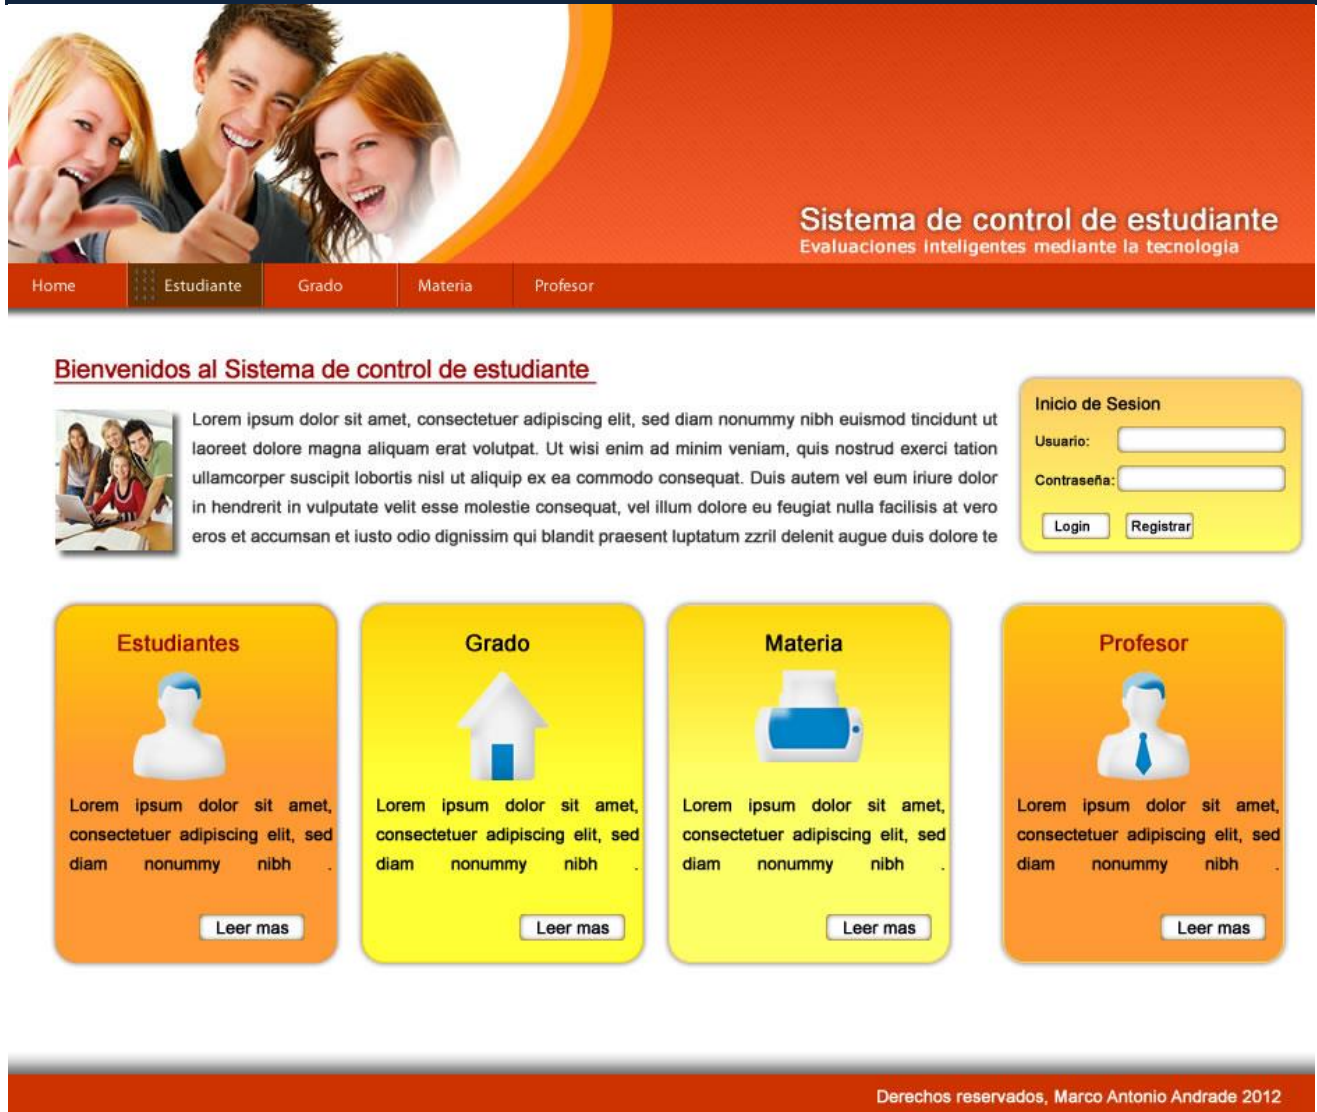 Sistema de control de estudiante
Evaluaciones inteligentes mediante la tecnologia
Home
Estudiante
Grado
Materia
Profesor
Bienvenidos al Sistema de control de estudiante
Lorem ipsum dolor sit amet, consectetuer adipiscing elit, sed diam nonummy nibh euismod tincidunt ut
laoreet dolore magna aliquam erat volutpat. Ut wisi enim ad minim veniam, quis nostrud exerci tation
ullamcorper suscipit lobortis nisl ut aliquip ex ea commodo consequat. Duis autem vel eum iriure dolor
in hendrerit in vulputate velit esse molestie consequat, vel illum dolore eu feugiat nulla facilisis at vero
eros et accumsan et iusto odio dignissim qui blandit praesent luptatum zzril delenit augue duis dolore te
Inicio de Sesion
Usuario:
Contraseña:
Login
Registrar
Estudiantes
Lorem ipsum dolor sit amet,
consectetuer adipiscing elit, sed
diam nonummy nibh .
Leer mas
Grado
Lorem ipsum dolor sit amet,
consectetuer adipiscing elit, sed
diam nonummy nibh .
Leer mas
Materia
Lorem ipsum dolor sit amet,
consectetuer adipiscing elit, sed
diam nonummy nibh .
Leer mas
Profesor
Lorem ipsum dolor sit amet,
consectetuer adipiscing elit, sed
diam nonummy nibh .
Leer mas
Derechos reservados, Marco Antonio Andrade 2012